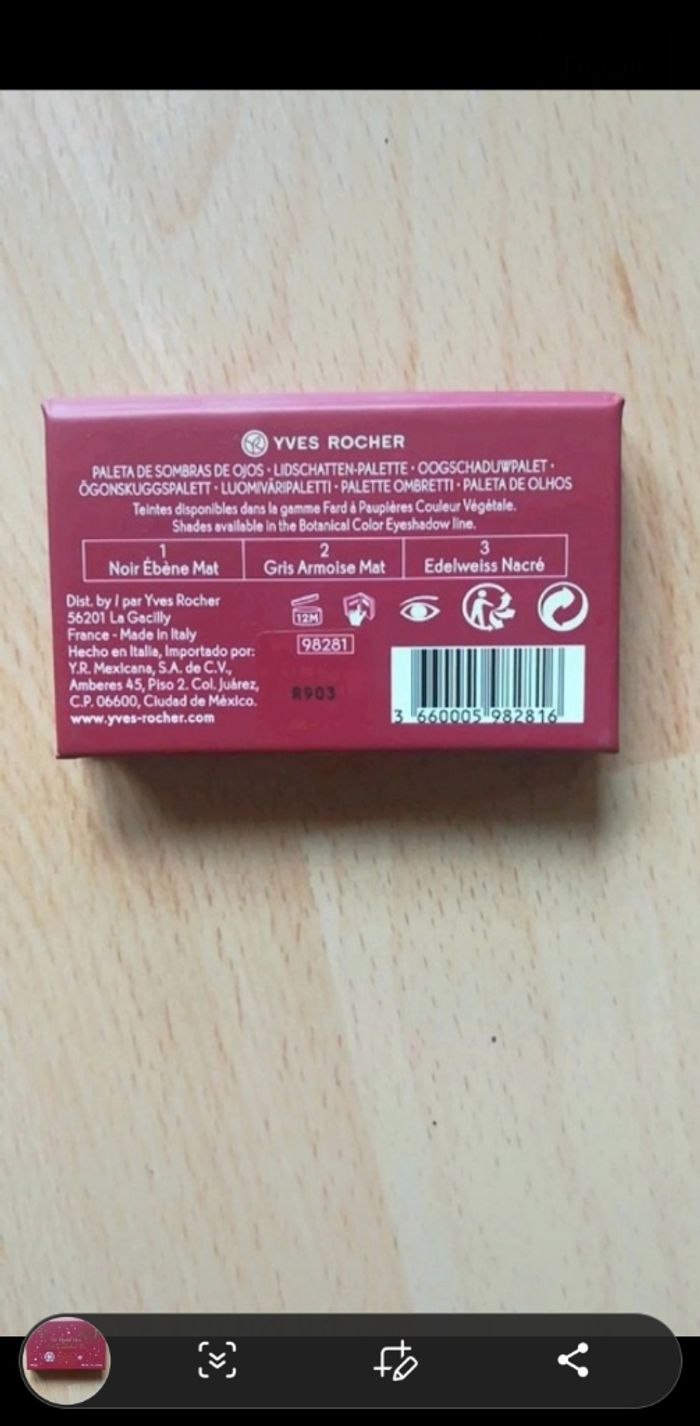 YVES ROCHER
PALETA DE SOMBRAS DE OJOS · LIDSCHATTEN-PALETTE · OOGSCHADUWPALET ·
ÖGONSKUGGSPALETT · LUOMIVÄRIPALETTI · PALETTE OMBRETTI · PALETA DE OLHOS
Teintes disponibles dans la gamme Fard à Paupières Couleur Végétale.
Shades available in the Botanical Color Eyeshadow line.
1 2 3
Noir Ébène Mat Gris Armoise Mat Edelweiss Nacré
Dist. by / par Yves Rocher
56201 La Gacilly
France - Made in Italy
Hecho en Italia, Importado por:
Y.R. Mexicana, S.A. de C.V.,
Amberes 45, Piso 2. Col. Juárez,
C.P. 06600, Ciudad de México.
www.yves-rocher.com
12M
98281
R903
3 660005 982816